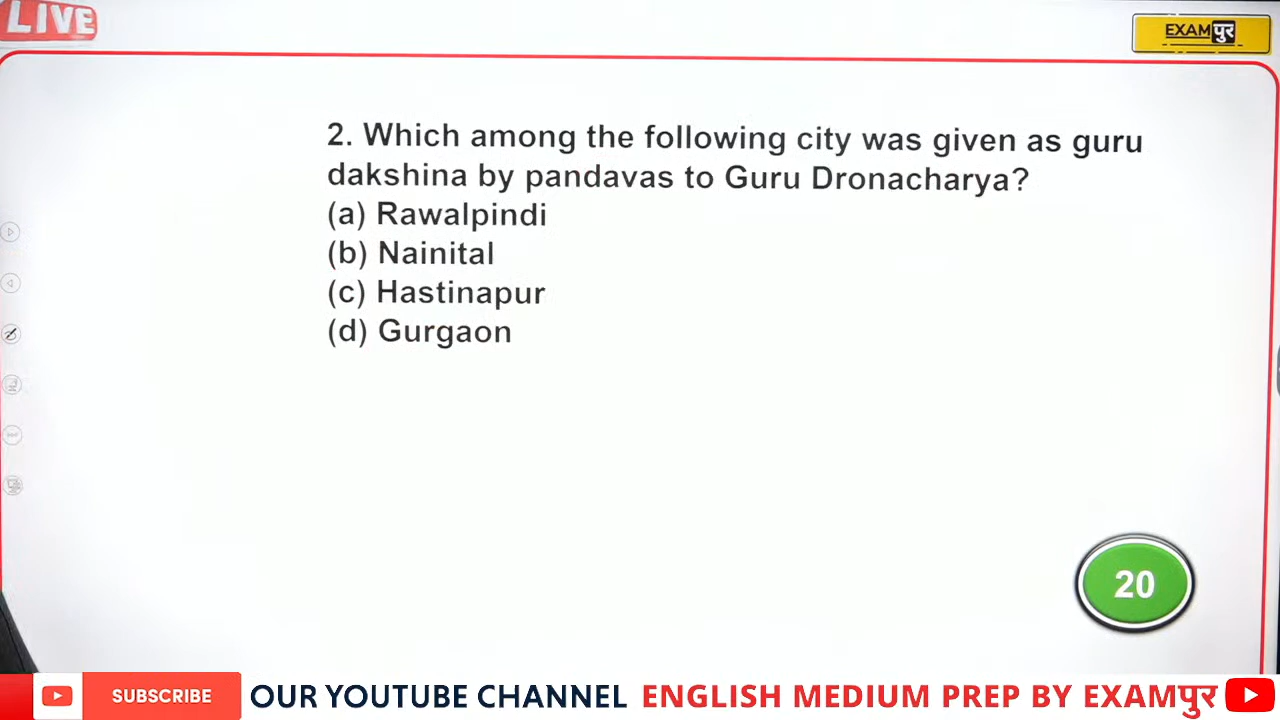 LIVE
EXAMपुर
2. Which among the following city was given as guru
dakshina by pandavas to Guru Dronacharya?
(a) Rawalpindi
(b) Nainital
(c) Hastinapur
(d) Gurgaon
20
SUBSCRIBE OUR YOUTUBE CHANNEL ENGLISH MEDIUM PREP BY EXAMपुर